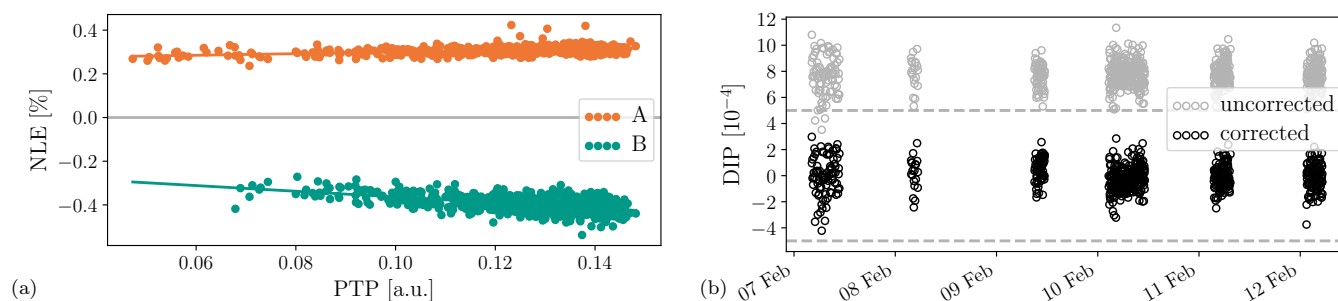 0.4
0.2
0.0
−0.2
−0.4
NLE [%]
A
B
0.06
0.08
0.10
0.12
0.14
PTP [a.u.]
(a)
12
10
8
6
4
2
0
−2
−4
DIP [10⁻⁴]
uncorrected
corrected
07 Feb
08 Feb
09 Feb
10 Feb
11 Feb
12 Feb
(b)